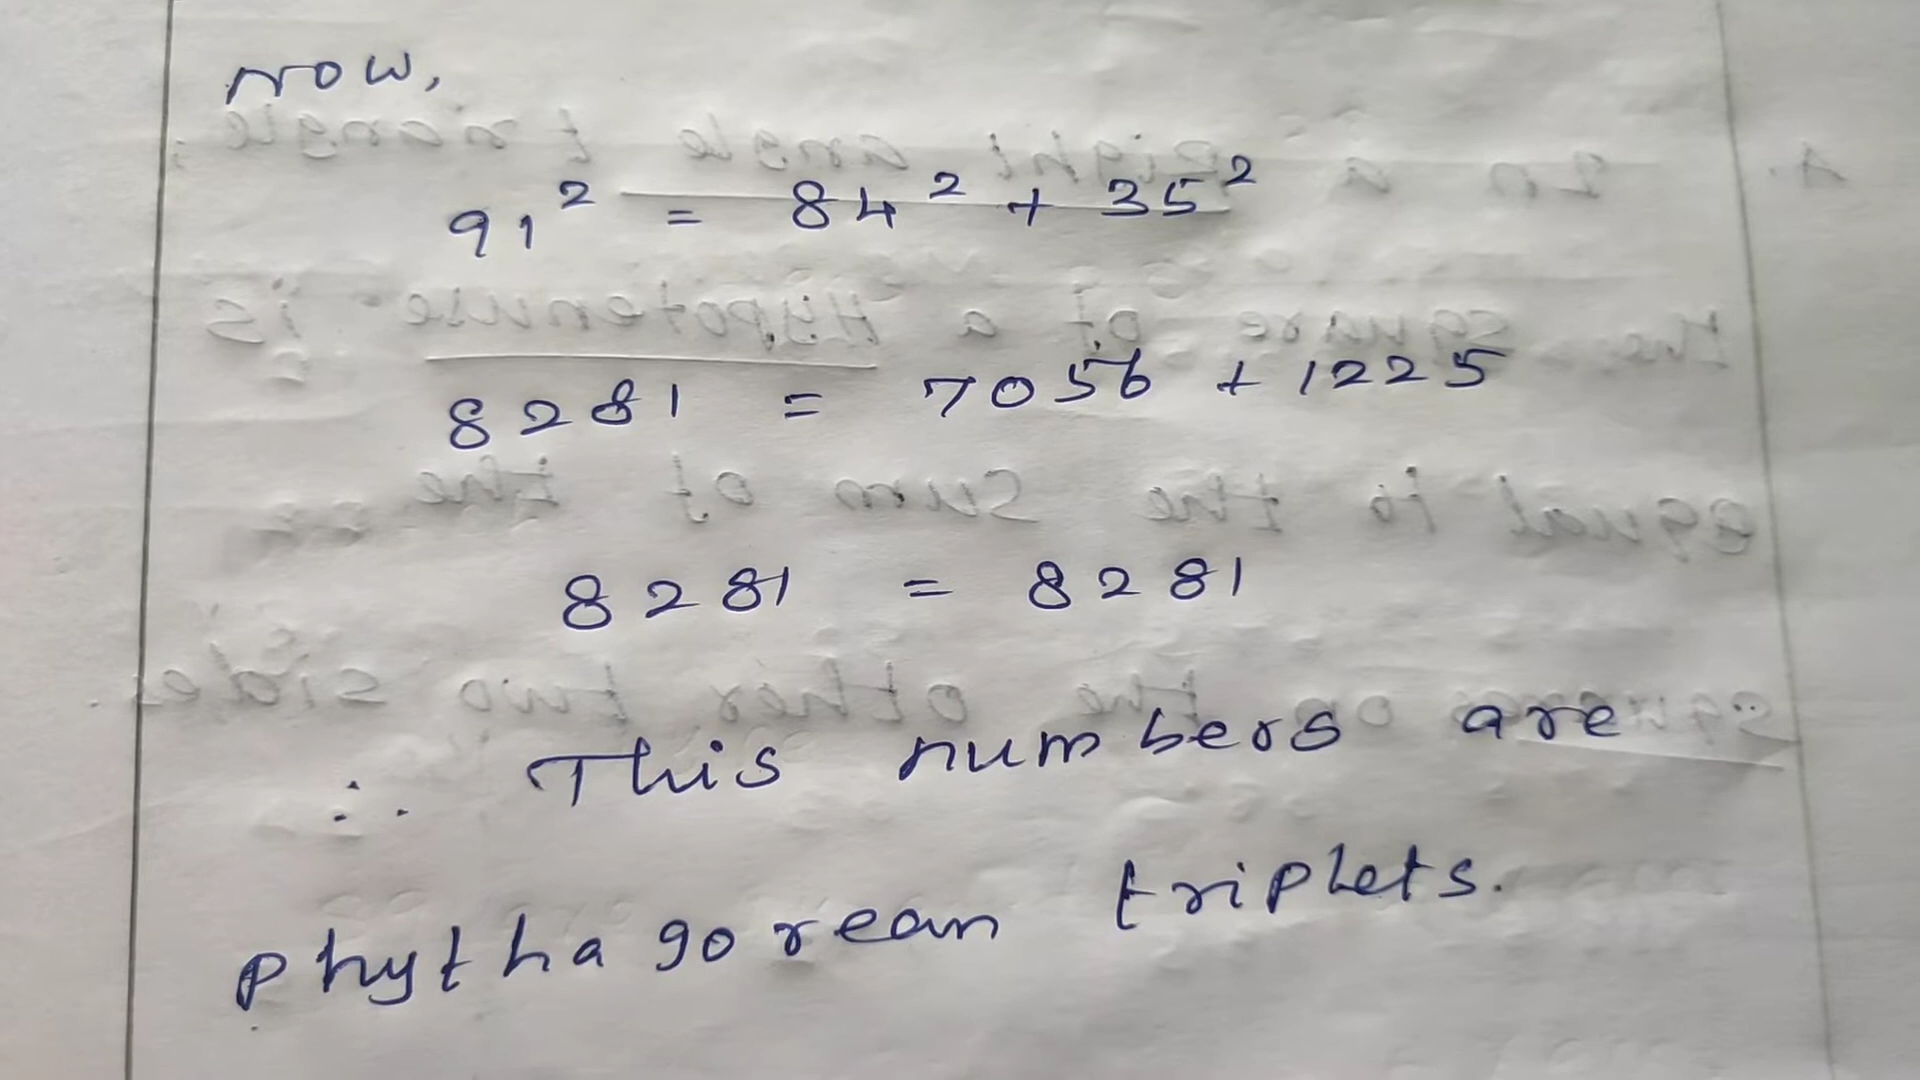 Now,
91² = 84² + 35²
8281 = 7056 + 1225
8281 = 8281
∴ This numbers are
phythagorean triplets.